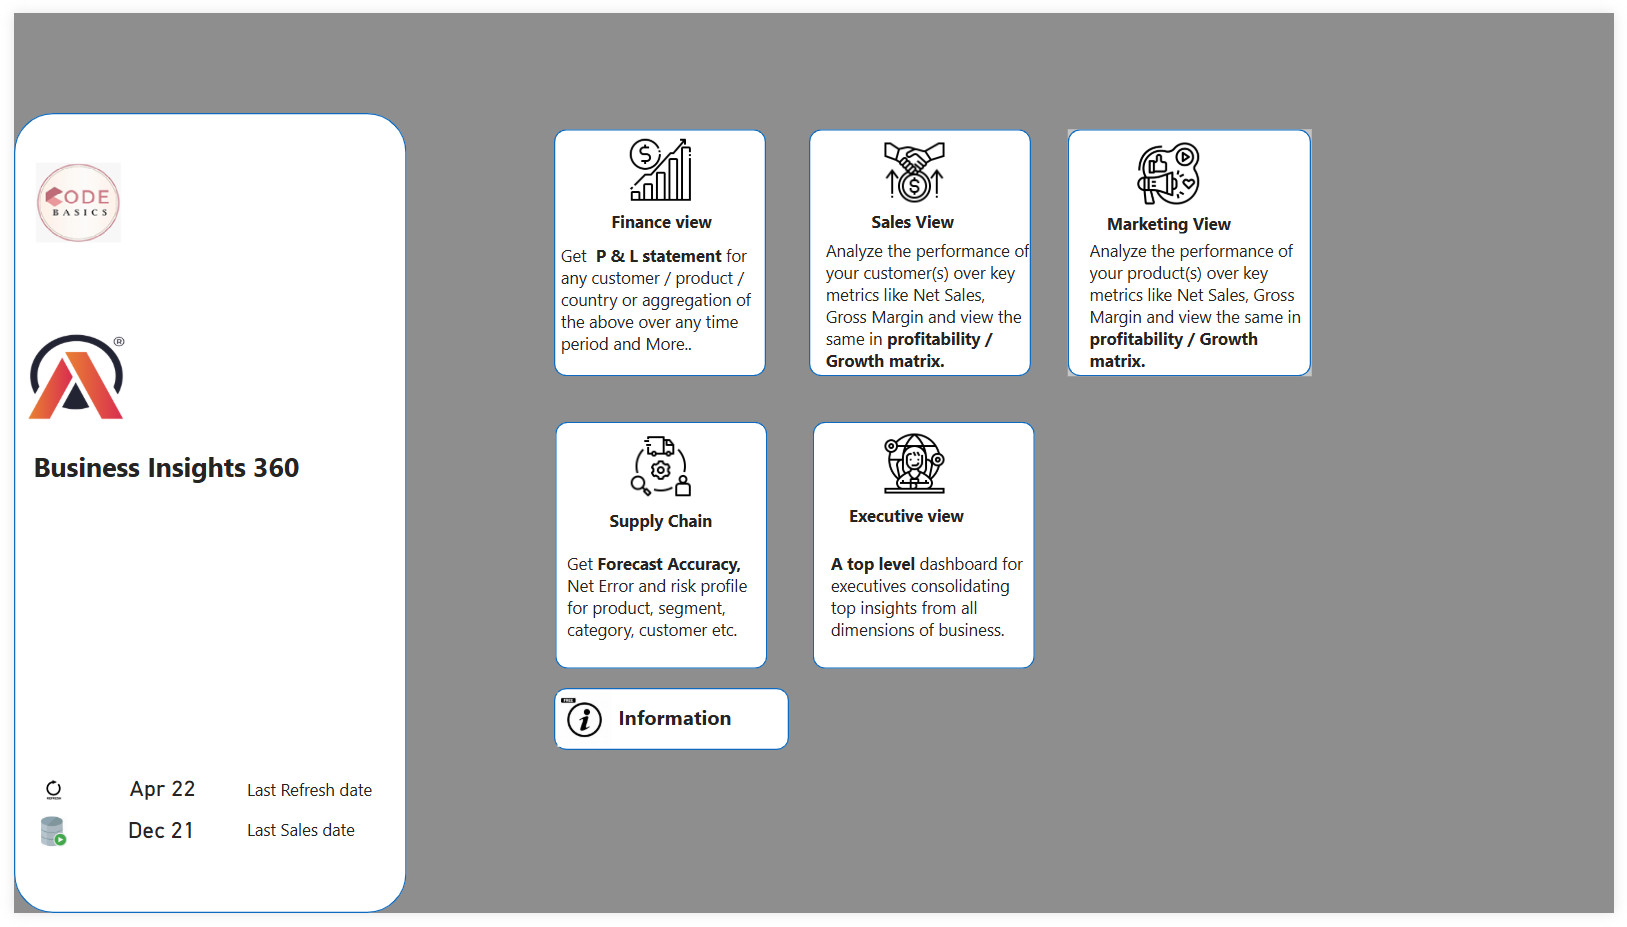 CODE
BASICS
®
Business Insights 360
REFRESH
Apr 22
Last Refresh date
Dec 21
Last Sales date
Finance view
Get  P & L statement for
any customer / product /
country or aggregation of
the above over any time
period and More..
Sales View
Analyze the performance of
your customer(s) over key
metrics like Net Sales,
Gross Margin and view the
same in profitability /
Growth matrix.
Marketing View
Analyze the performance of
your product(s) over key
metrics like Net Sales, Gross
Margin and view the same in
profitability / Growth
matrix.
Supply Chain
Get Forecast Accuracy,
Net Error and risk profile
for product, segment,
category, customer etc.
Executive view
A top level dashboard for
executives consolidating
top insights from all
dimensions of business.
FREE
Information